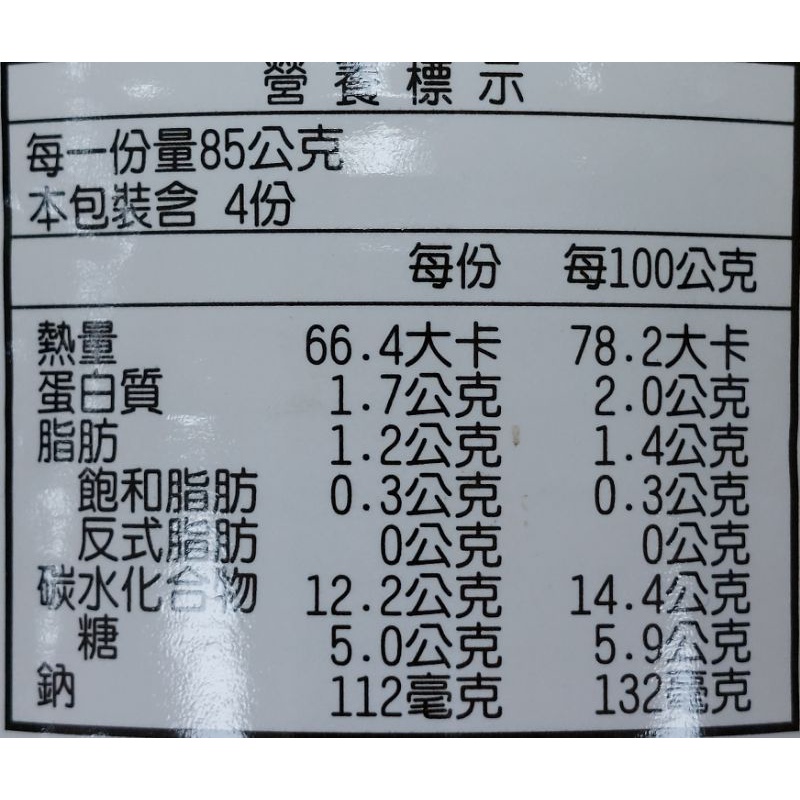 營養標示
每一份量85公克
本包裝含 4份
每份 每100公克
熱量 66.4大卡 78.2大卡
蛋白質 1.7公克 2.0公克
脂肪 1.2公克 1.4公克
飽和脂肪 0.3公克 0.3公克
反式脂肪 0公克 0公克
碳水化合物 12.2公克 14.4公克
糖 5.0公克 5.9公克
鈉 112毫克 132毫克